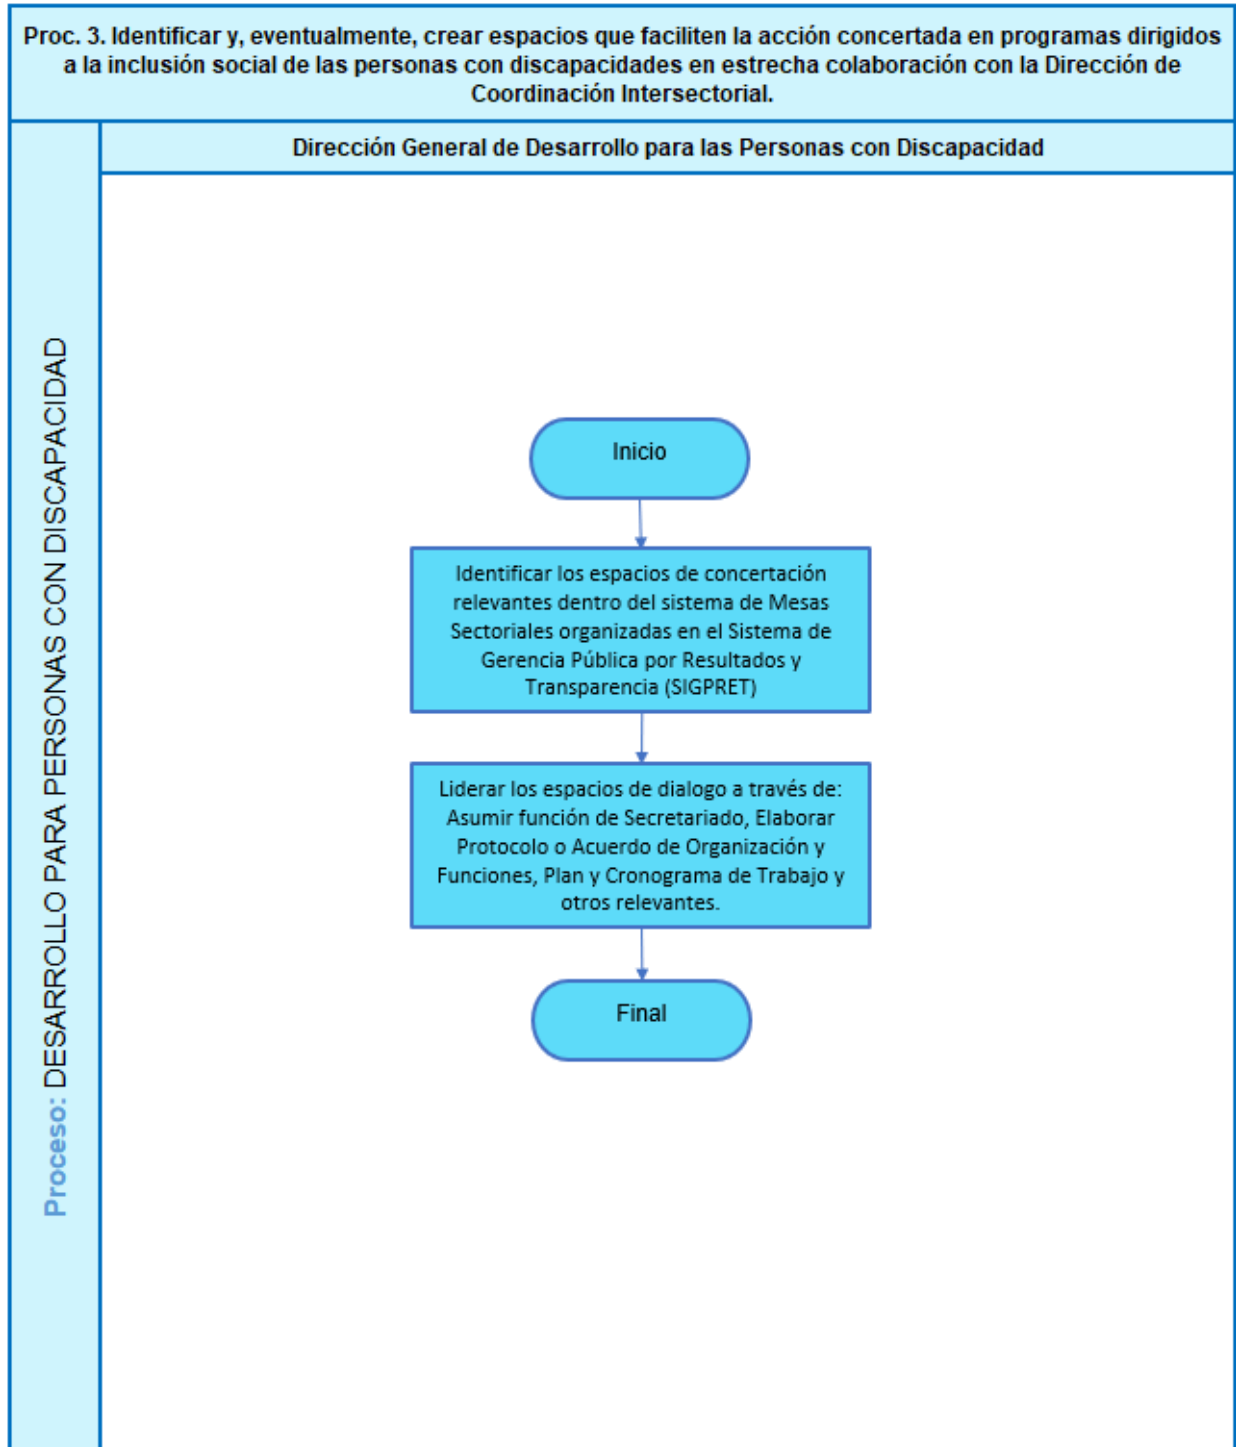 Proc. 3. Identificar y, eventualmente, crear espacios que faciliten la acción concertada en programas dirigidos
a la inclusión social de las personas con discapacidades en estrecha colaboración con la Dirección de
Coordinación Intersectorial.
Dirección General de Desarrollo para las Personas con Discapacidad
Proceso: DESARROLLO PARA PERSONAS CON DISCAPACIDAD
Inicio
Identificar los espacios de concertación
relevantes dentro del sistema de Mesas
Sectoriales organizadas en el Sistema de
Gerencia Pública por Resultados y
Transparencia (SIGPRET)
Liderar los espacios de dialogo a través de:
Asumir función de Secretariado, Elaborar
Protocolo o Acuerdo de Organización y
Funciones, Plan y Cronograma de Trabajo y
otros relevantes.
Final